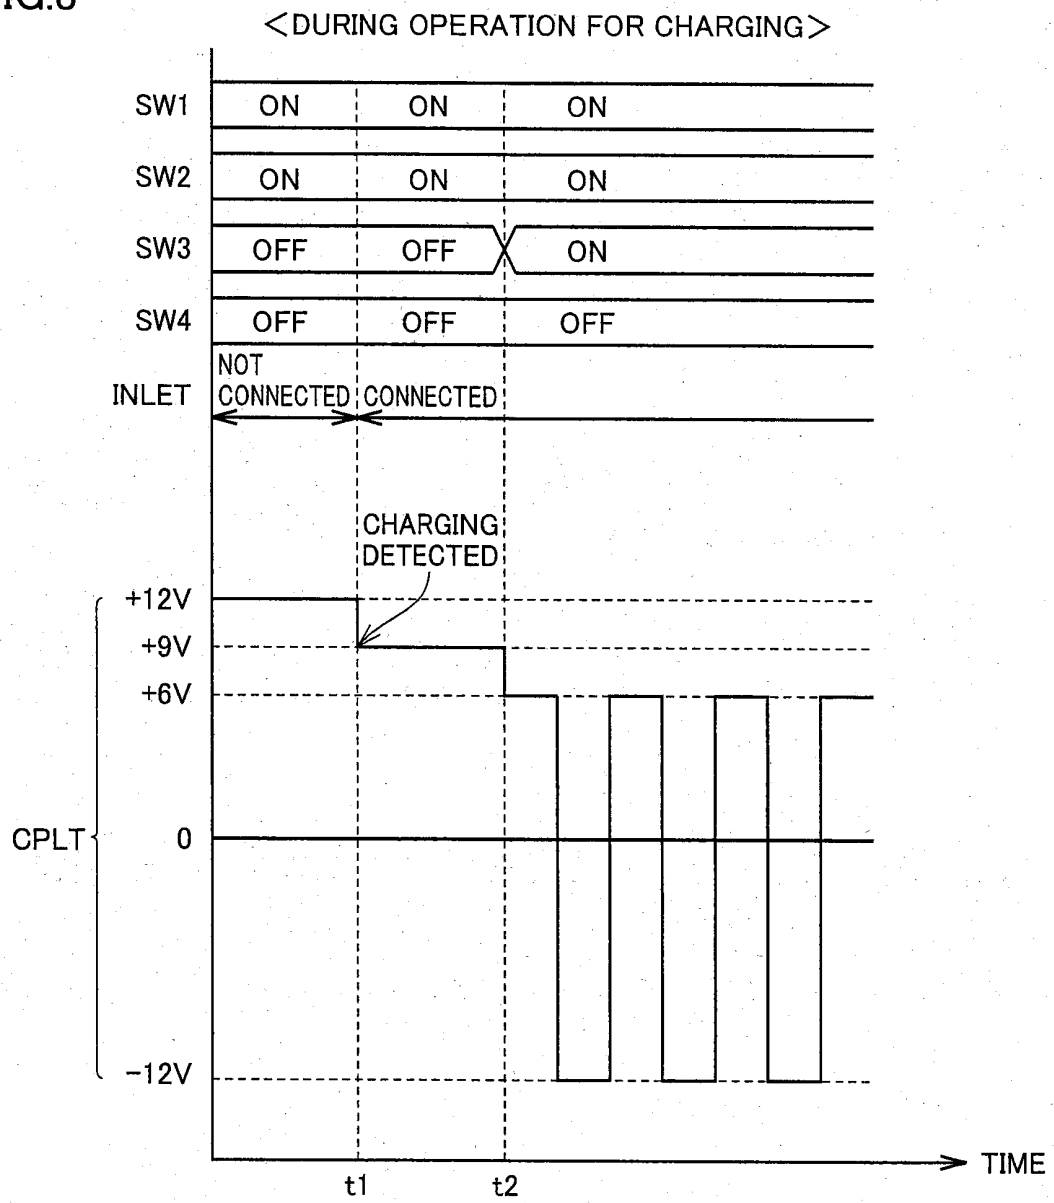 <DURING OPERATION FOR CHARGING>
SW1 ON ON ON
SW2 ON ON ON
SW3 OFF OFF ON
SW4 OFF OFF OFF
INLET NOT CONNECTED CONNECTED
CHARGING
DETECTED
+12V
+9V
+6V
CPLT 0
-12V
TIME
t1 t2